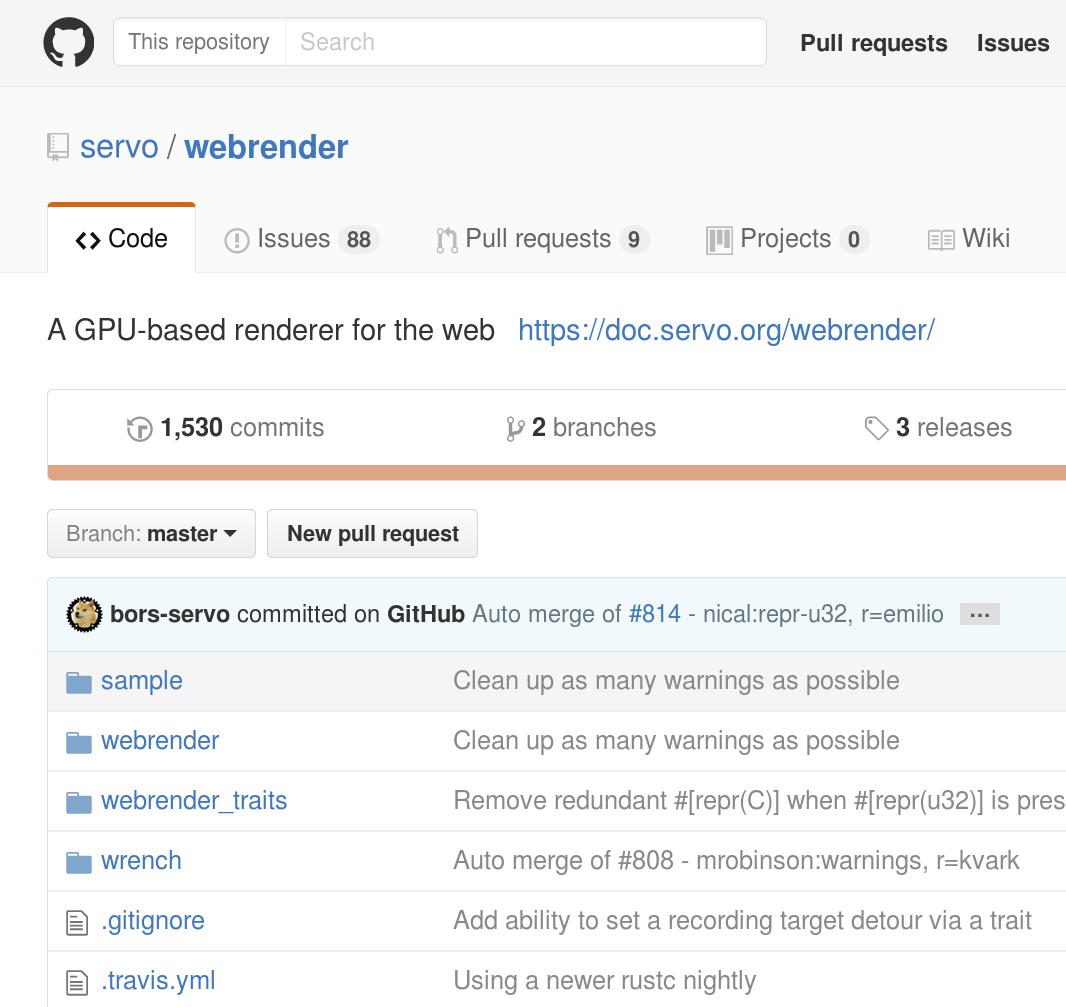 This repository Search Pull requests Issues
servo / webrender
Code Issues 88 Pull requests 9 Projects 0 Wiki
A GPU-based renderer for the web https://doc.servo.org/webrender/
1,530 commits 2 branches 3 releases
Branch: master New pull request
bors-servo committed on GitHub Auto merge of #814 - nical:repr-u32, r=emilio ...
sample Clean up as many warnings as possible
webrender Clean up as many warnings as possible
webrender_traits Remove redundant #[repr(C)] when #[repr(u32)] is pres
wrench Auto merge of #808 - mrobinson:warnings, r=kvark
.gitignore Add ability to set a recording target detour via a trait
.travis.yml Using a newer rustc nightly